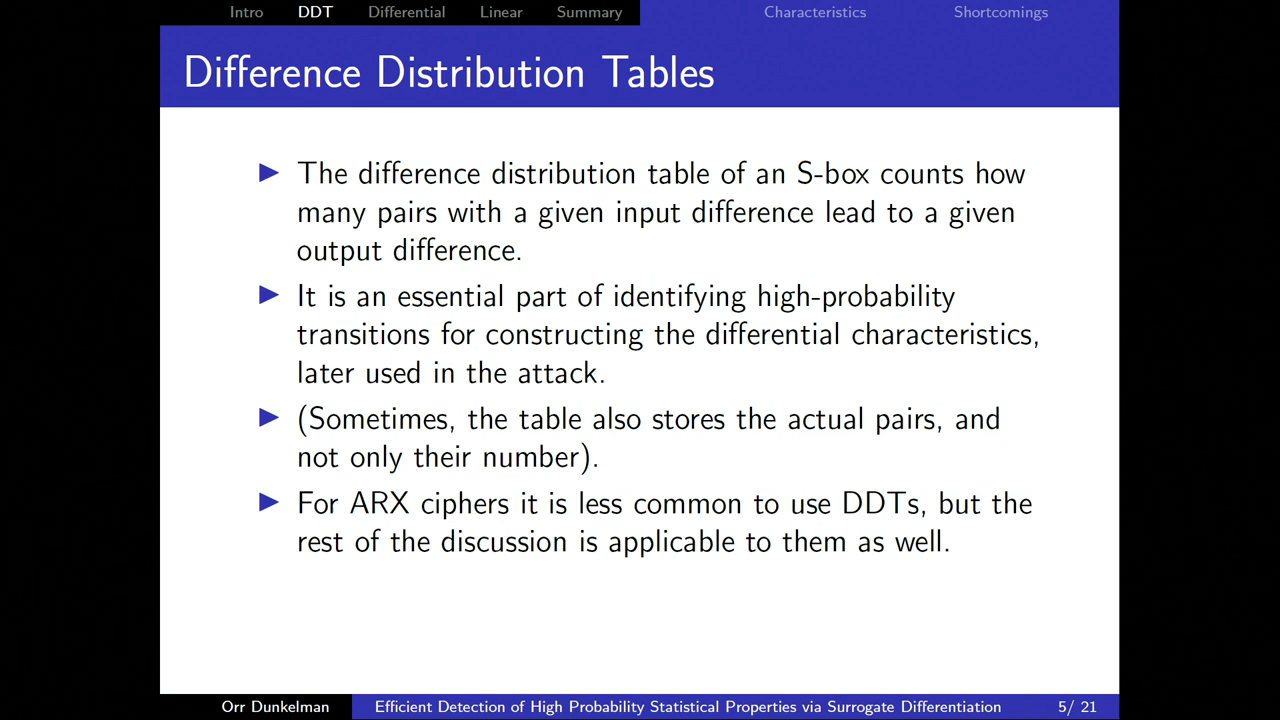 Intro DDT Differential Linear Summary Characteristics Shortcomings
Difference Distribution Tables
The difference distribution table of an S-box counts how
many pairs with a given input difference lead to a given
output difference.
It is an essential part of identifying high-probability
transitions for constructing the differential characteristics,
later used in the attack.
(Sometimes, the table also stores the actual pairs, and
not only their number).
For ARX ciphers it is less common to use DDTs, but the
rest of the discussion is applicable to them as well.
Orr Dunkelman Efficient Detection of High Probability Statistical Properties via Surrogate Differentiation 5/ 21